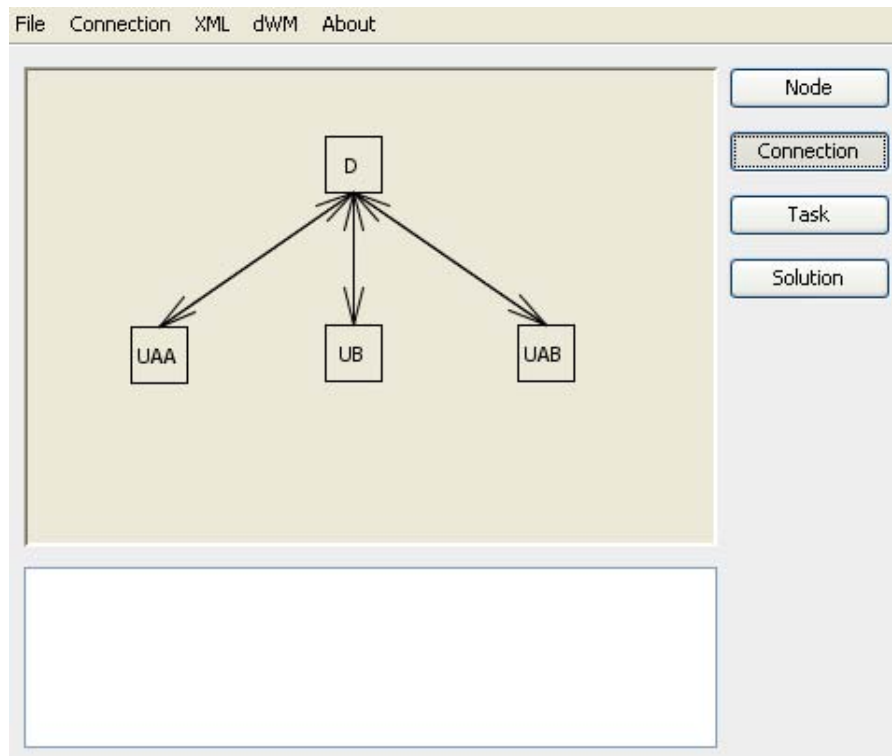 File Connection XML dWM About
Node
D
Connection
Task
Solution
UAA UB UAB